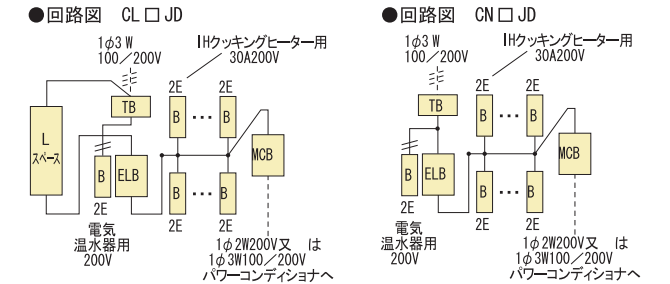 ●回路図 CL□JD
1φ3W
100／200V
IHクッキングヒーター用
30A200V
TB
L
スペース
B
2E
ELB
2E
2E
B
B
B
B
2E
2E
MCB
電気
温水器用
200V
1φ2W200V又 は
1φ3W100／200V
パワーコンディショナへ
●回路図 CN□JD
1φ3W
100／200V
IHクッキングヒーター用
30A200V
TB
B
2E
ELB
2E
2E
B
B
B
B
2E
2E
MCB
電気
温水器用
200V
1φ2W200V又 は
1φ3W100／200V
パワーコンディショナへ